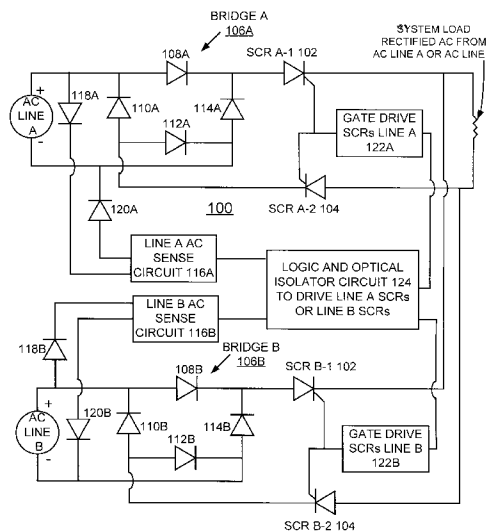 BRIDGE A
106A
SYSTEM LOAD
RECTIFIED AC FROM
AC LINE A OR AC LINE
108A
SCR A-1 102
118A
+
AC
LINE
A
-
110A
114A
112A
GATE DRIVE
SCRs LINE A
122A
120A
100
SCR A-2 104
LINE A AC
SENSE
CIRCUIT 116A
LOGIC AND OPTICAL
ISOLATOR CIRCUIT 124
TO DRIVE LINE A SCRs
OR LINE B SCRs
LINE B AC
SENSE
CIRCUIT 116B
118B
BRIDGE B
106B
108B
SCR B-1 102
+
AC
LINE
B
-
120B
110B
114B
112B
GATE DRIVE
SCRs LINE B
122B
SCR B-2 104